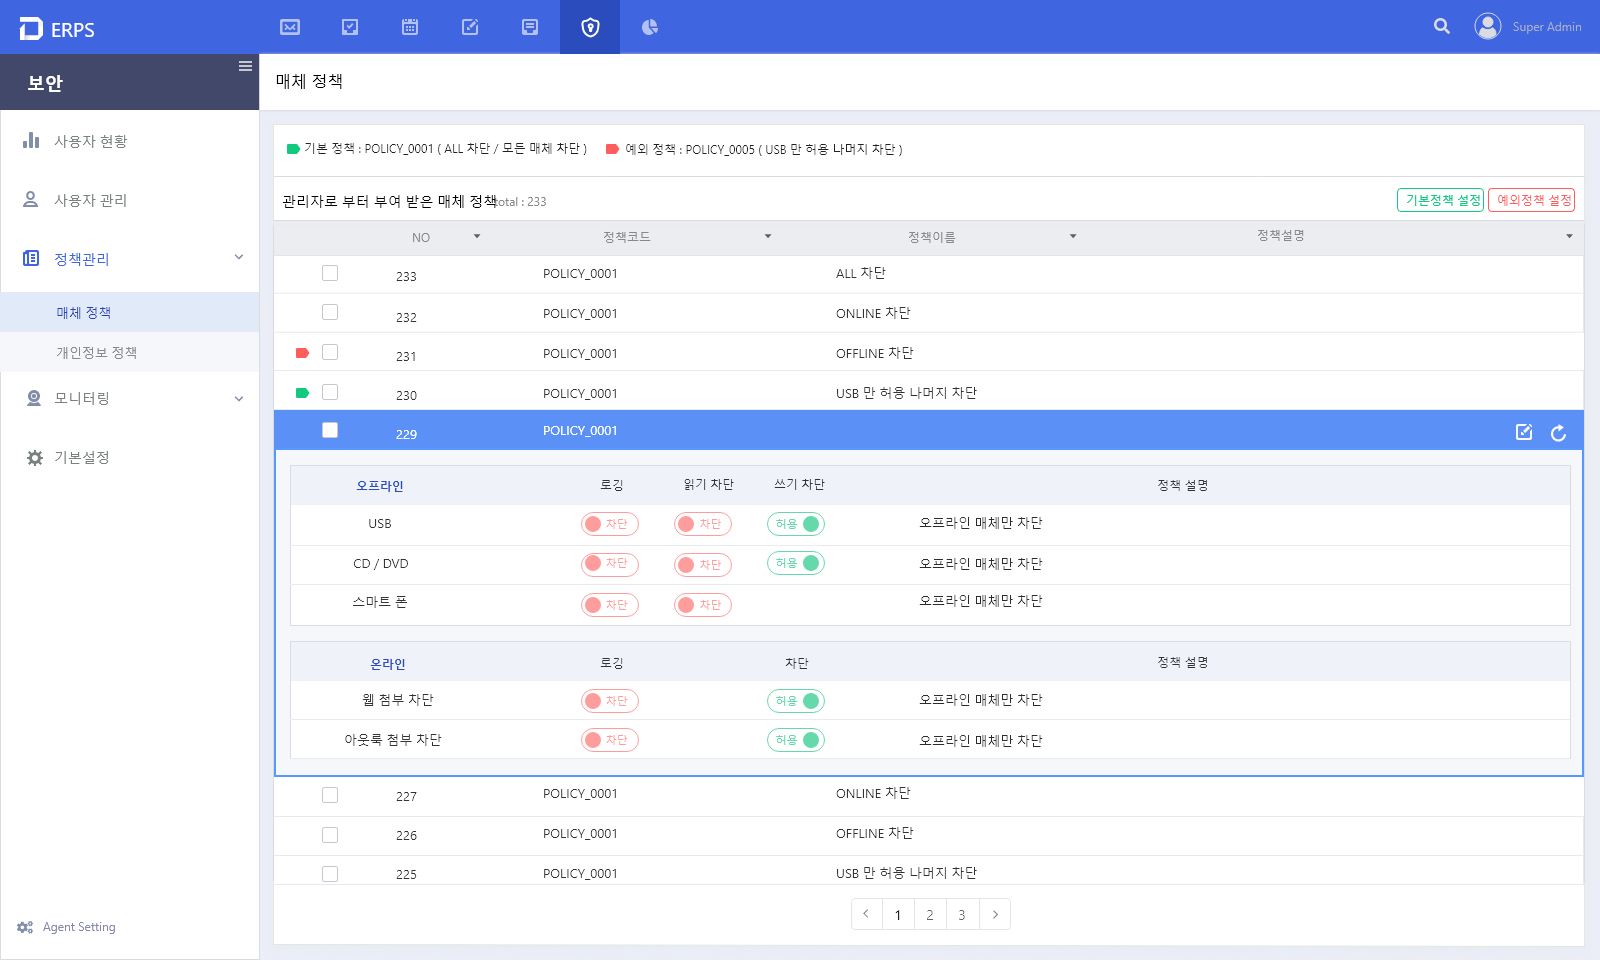 ERPS
Super Admin
보안
매체 정책
사용자 현황
사용자 관리
정책관리
매체 정책
개인정보 정책
모니터링
기본설정
Agent Setting
기본 정책 : POLICY_0001 ( ALL 차단 / 모든 매체 차단 )
예외 정책 : POLICY_0005 ( USB 만 허용 나머지 차단 )
관리자로 부터 부여 받은 매체 정책 total : 233
기본정책 설정 예외정책 설정
NO 정책코드 정책이름 정책설명
233 POLICY_0001 ALL 차단
232 POLICY_0001 ONLINE 차단
231 POLICY_0001 OFFLINE 차단
230 POLICY_0001 USB 만 허용 나머지 차단
229 POLICY_0001
오프라인 로깅 읽기 차단 쓰기 차단 정책 설명
USB 차단 차단 허용 오프라인 매체만 차단
CD / DVD 차단 차단 허용 오프라인 매체만 차단
스마트 폰 차단 차단 오프라인 매체만 차단
온라인 로깅 차단 정책 설명
웹 첨부 차단 차단 허용 오프라인 매체만 차단
아웃룩 첨부 차단 차단 허용 오프라인 매체만 차단
227 POLICY_0001 ONLINE 차단
226 POLICY_0001 OFFLINE 차단
225 POLICY_0001 USB 만 허용 나머지 차단
1 2 3